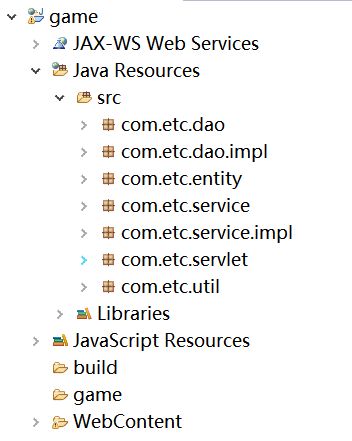 game
JAX-WS Web Services
Java Resources
src
com.etc.dao
com.etc.dao.impl
com.etc.entity
com.etc.service
com.etc.service.impl
com.etc.servlet
com.etc.util
Libraries
JavaScript Resources
build
game
WebContent